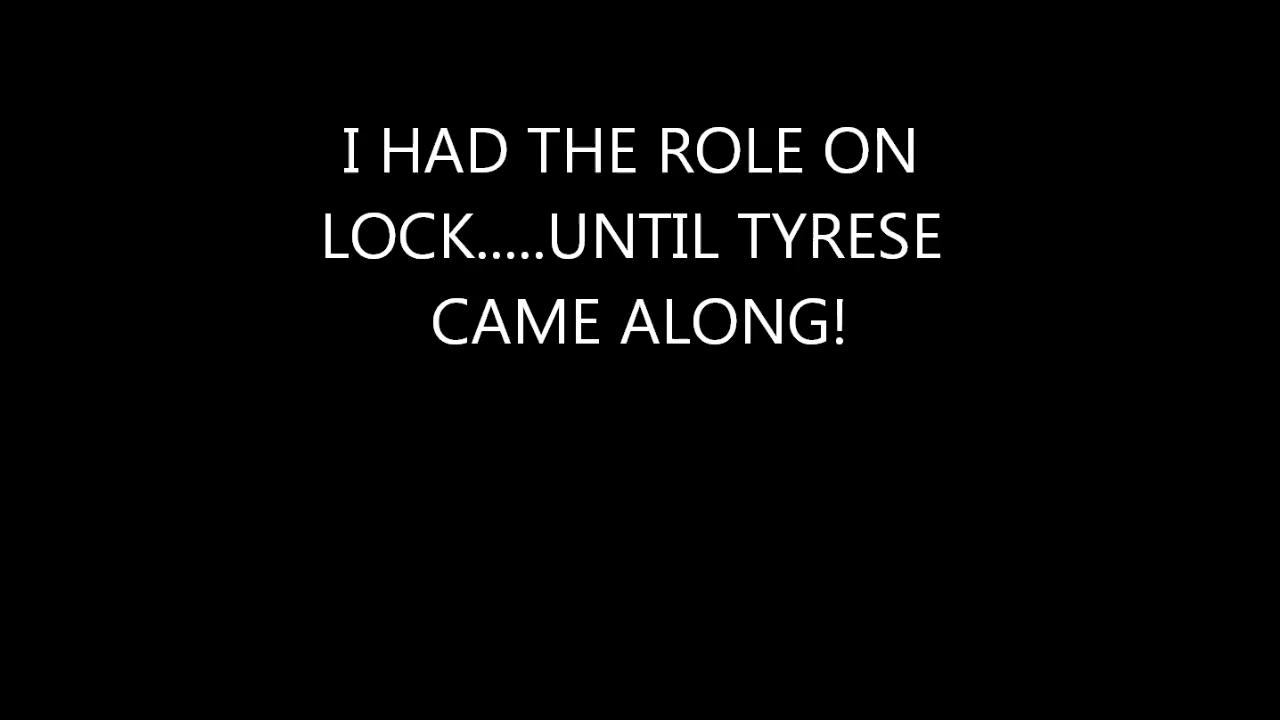 I HAD THE ROLE ON
LOCK.....UNTIL TYRESE
CAME ALONG!